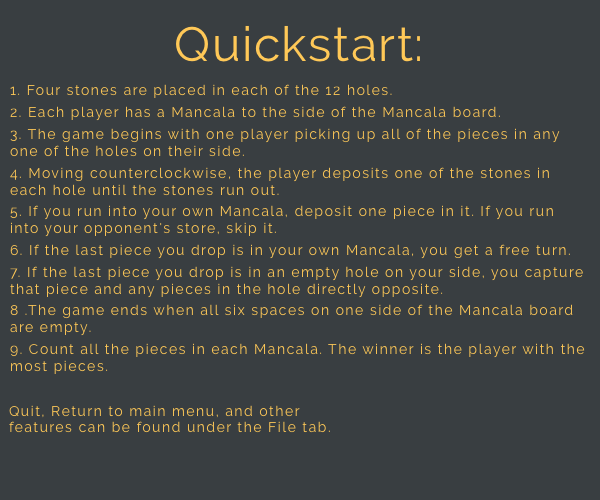 Quickstart:
1. Four stones are placed in each of the 12 holes.
2. Each player has a Mancala to the side of the Mancala board.
3. The game begins with one player picking up all of the pieces in any
one of the holes on their side.
4. Moving counterclockwise, the player deposits one of the stones in
each hole until the stones run out.
5. If you run into your own Mancala, deposit one piece in it. If you run
into your opponent's store, skip it.
6. If the last piece you drop is in your own Mancala, you get a free turn.
7. If the last piece you drop is in an empty hole on your side, you capture
that piece and any pieces in the hole directly opposite.
8 .The game ends when all six spaces on one side of the Mancala board
are empty.
9. Count all the pieces in each Mancala. The winner is the player with the
most pieces.
Quit, Return to main menu, and other
features can be found under the File tab.